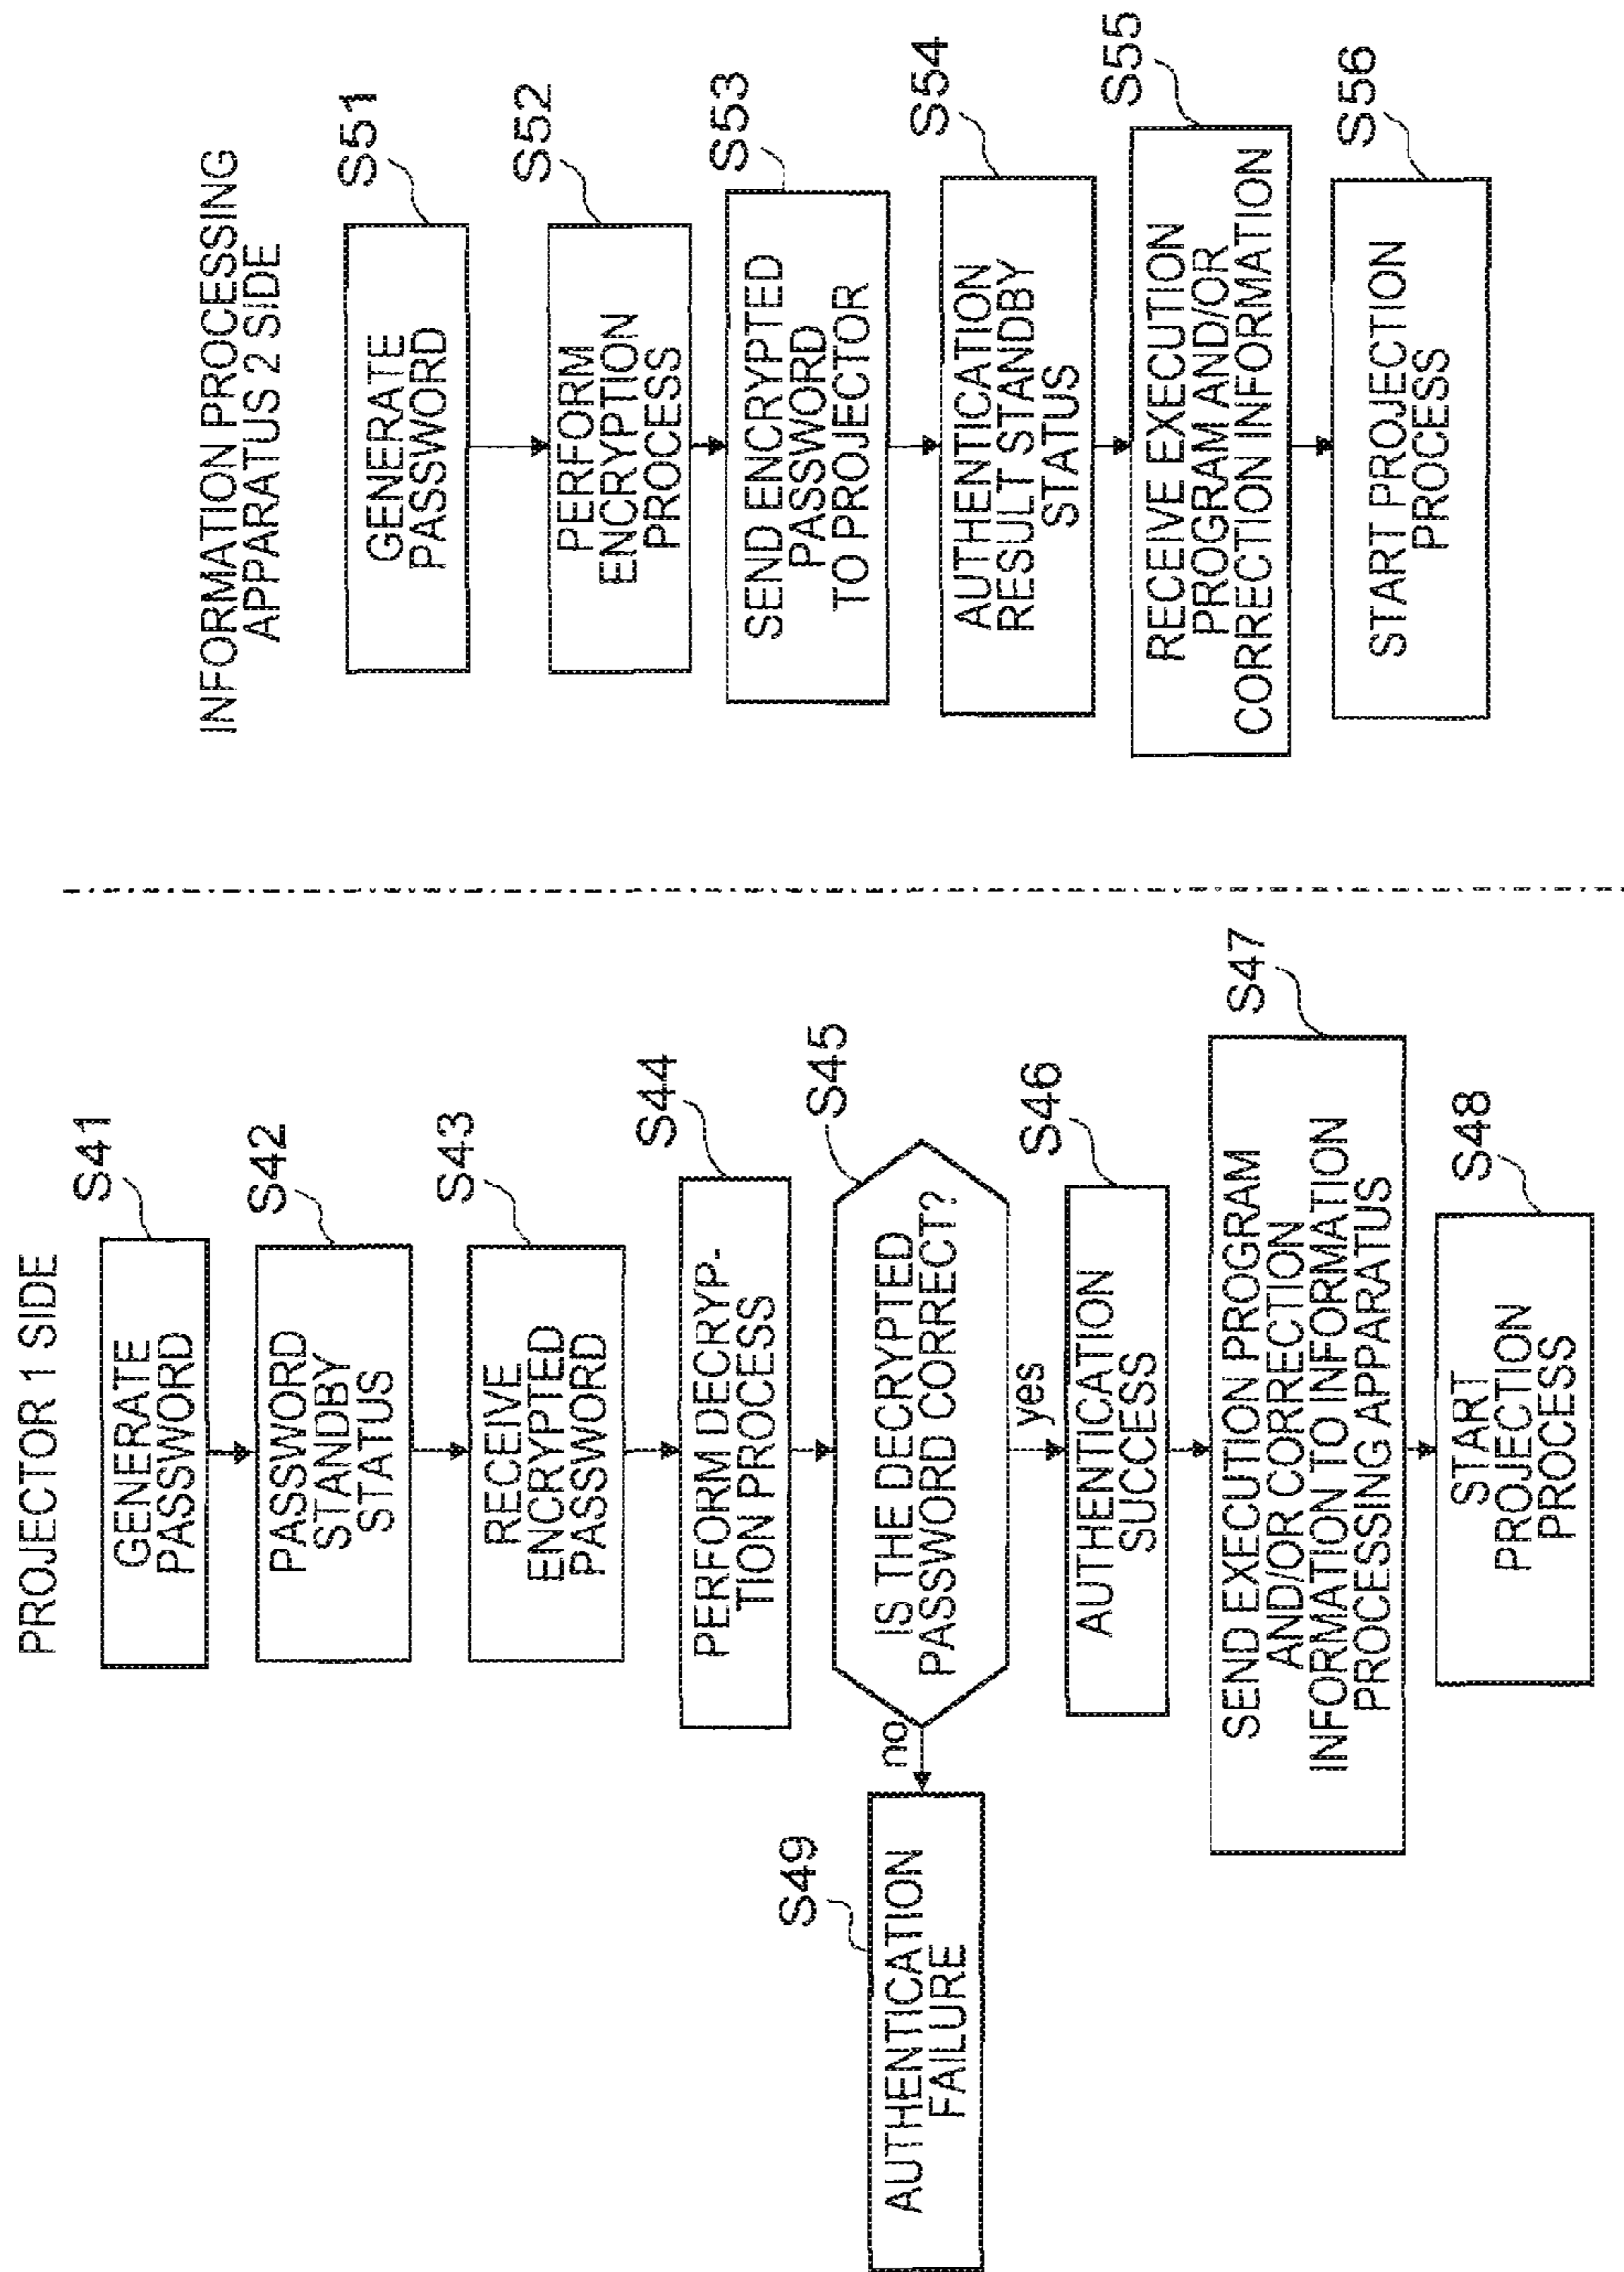 PROJECTOR 1 SIDE
S41
GENERATE
PASSWORD
S42
PASSWORD
STANDBY
STATUS
S43
RECEIVE
ENCRYPTED
PASSWORD
S44
PERFORM DECRYP-
TION PROCESS
S45
IS THE DECRYPTED
PASSWORD CORRECT?
no
yes
S49
AUTHENTICATION
FAILURE
S46
AUTHENTICATION
SUCCESS
S47
SEND EXECUTION PROGRAM
AND/OR CORRECTION
INFORMATION TO INFORMATION
PROCESSING APPARATUS
S48
START
PROJECTION
PROCESS
INFORMATION PROCESSING
APPARATUS 2 SIDE
S51
GENERATE
PASSWORD
S52
PERFORM
ENCRYPTION
PROCESS
S53
SEND ENCRYPTED
PASSWORD
TO PROJECTOR
S54
AUTHENTICATION
RESULT STANDBY
STATUS
S55
RECEIVE EXECUTION
PROGRAM AND/OR
CORRECTION INFORMATION
S56
START PROJECTION
PROCESS